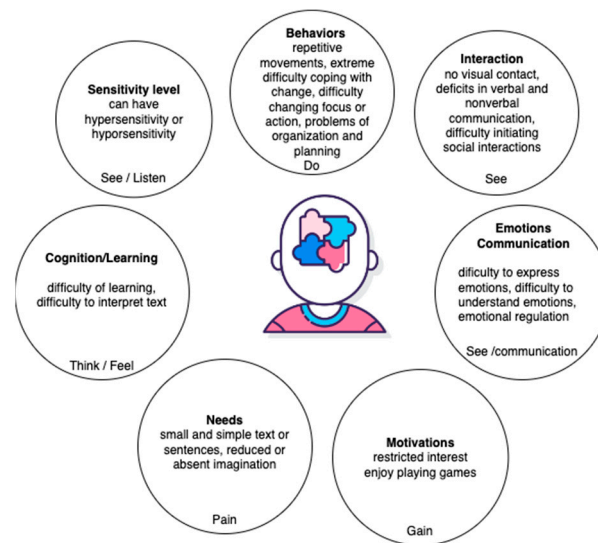 Behaviors
repetitive
movements, extreme
difficulty coping with
change, difficulty
changing focus or
action, problems of
organization and
planning
Do
Interaction
no visual contact,
deficits in verbal and
nonverbal
communication,
difficulty initiating
social interactions
See
Emotions
Communication
dificulty to express
emotions, difficulty to
understand emotions,
emotional regulation
See /communication
Motivations
restricted interest
enjoy playing games
Gain
Needs
small and simple text or
sentences, reduced or
absent imagination
Pain
Cognition/Learning
difficulty of learning,
difficulty to interpret text
Think / Feel
Sensitivity level
can have
hypersensitivity or
hyporsensitivity
See / Listen